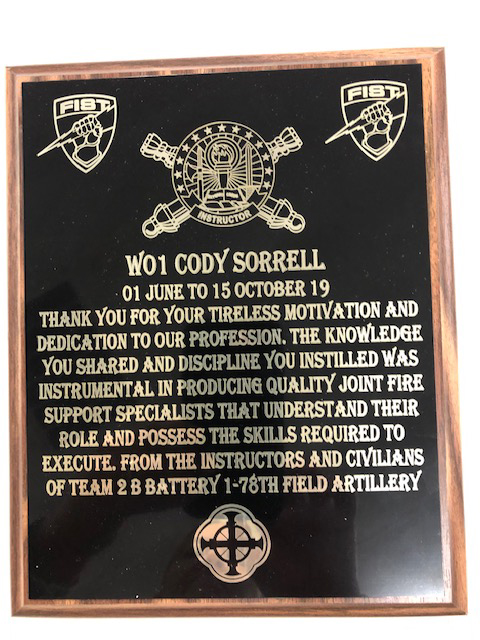 FIST
FIST
INSTRUCTOR
WO1 CODY SORRELL
01 JUNE TO 15 OCTOBER 19
THANK YOU FOR YOUR TIRELESS MOTIVATION AND
DEDICATION TO OUR PROFESSION, THE KNOWLEDGE
YOU SHARED AND DISCIPLINE YOU INSTILLED WAS
INSTRUMENTAL IN PRODUCING QUALITY JOINT FIRE
SUPPORT SPECIALISTS THAT UNDERSTAND THEIR
ROLE AND POSSESS THE SKILLS REQUIRED TO
EXECUTE. FROM THE INSTRUCTORS AND CIVILIANS
OF TEAM 2 B BATTERY 1-78TH FIELD ARTILLERY